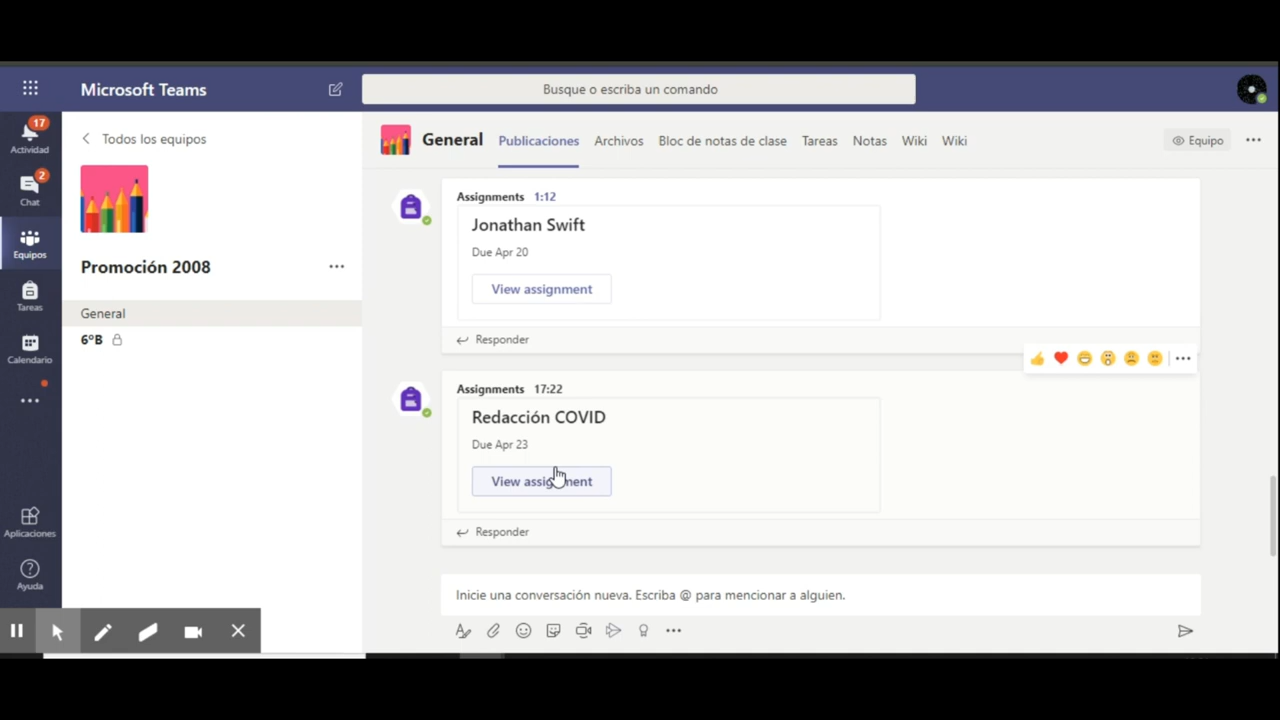 Microsoft Teams
Busque o escriba un comando
17
Actividad
2
Chat
Equipos
Tareas
Calendario
Aplicaciones
Ayuda
Todos los equipos
Promoción 2008
General
6ºB
General
Publicaciones
Archivos
Bloc de notas de clase
Tareas
Notas
Wiki
Wiki
Equipo
Assignments 1:12
Jonathan Swift
Due Apr 20
View assignment
Responder
Assignments 17:22
Redacción COVID
Due Apr 23
View assignment
Responder
Inicie una conversación nueva. Escriba @ para mencionar a alguien.